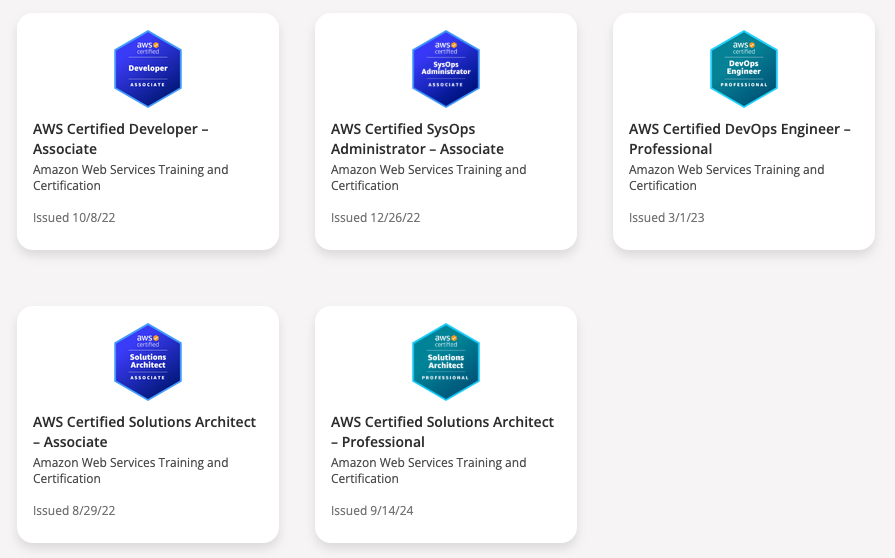 aws
certified
Developer
ASSOCIATE
AWS Certified Developer –
Associate
Amazon Web Services Training and
Certification
Issued 10/8/22
aws
certified
SysOps
Administrator
ASSOCIATE
AWS Certified SysOps
Administrator – Associate
Amazon Web Services Training and
Certification
Issued 12/26/22
aws
certified
DevOps
Engineer
PROFESSIONAL
AWS Certified DevOps Engineer –
Professional
Amazon Web Services Training and
Certification
Issued 3/1/23
aws
certified
Solutions
Architect
ASSOCIATE
AWS Certified Solutions Architect
– Associate
Amazon Web Services Training and
Certification
Issued 8/29/22
aws
certified
Solutions
Architect
PROFESSIONAL
AWS Certified Solutions Architect
– Professional
Amazon Web Services Training and
Certification
Issued 9/14/24